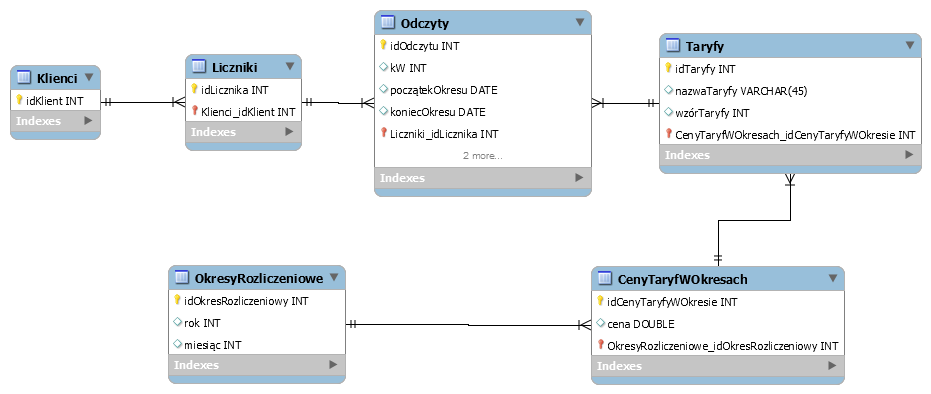 Klienci
idKlient INT
Indexes
Liczniki
idLicznika INT
Klienci_idKlient INT
Indexes
Odczyty
idOdczytu INT
kW INT
początekOkresu DATE
koniecOkresu DATE
Liczniki_idLicznika INT
2 more...
Indexes
Taryfy
idTaryfy INT
nazwaTaryfy VARCHAR(45)
wzórTaryfy INT
CenyTaryfWOkresach_idCenyTaryfyWOkresie INT
Indexes
OkresyRozliczeniowe
idOkresRozliczeniowy INT
rok INT
miesiąc INT
Indexes
CenyTaryfWOkresach
idCenyTaryfyWOkresie INT
cena DOUBLE
OkresyRozliczeniowe_idOkresRozliczeniowy INT
Indexes